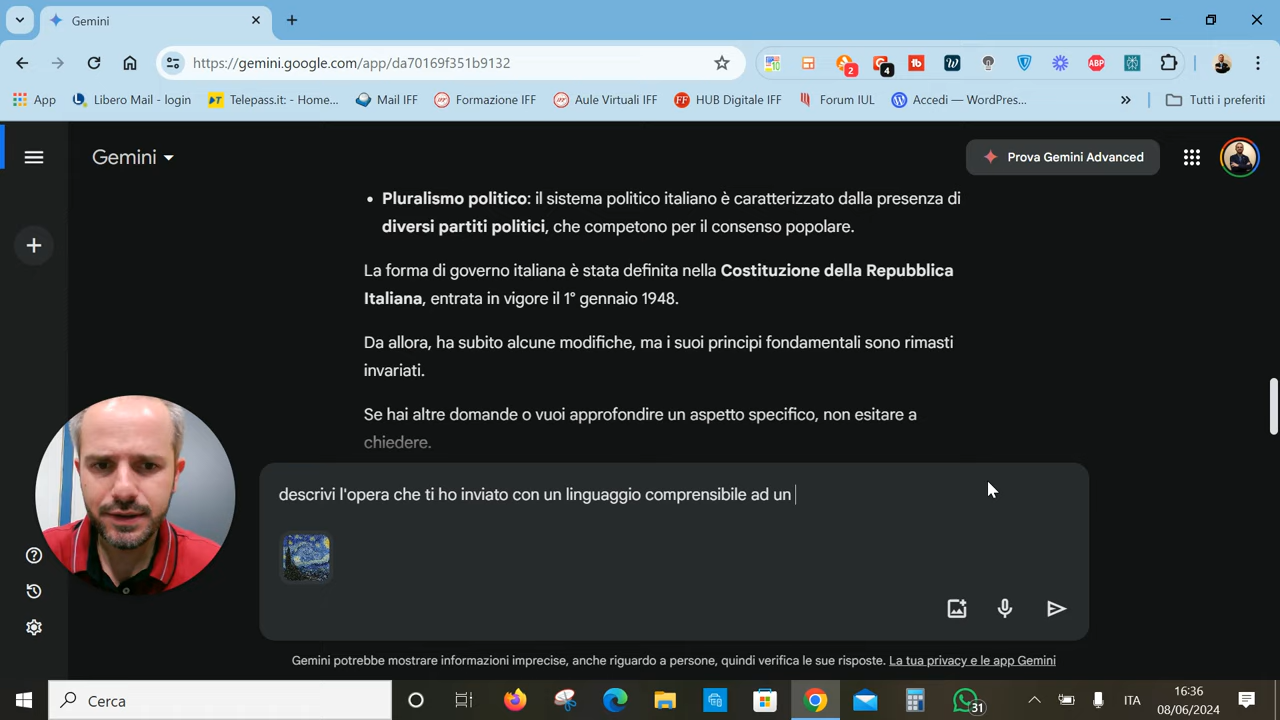 Gemini
https://gemini.google.com/app/da70169f351b9132
10
2
4
ABP
App
Libero Mail - login
Telepass.it - Home...
Mail IFF
Formazione IFF
Aule Virtuali IFF
HUB Digitale IFF
Forum IUL
Accedi — WordPres...
Tutti i preferiti
Gemini
Prova Gemini Advanced
• Pluralismo politico: il sistema politico italiano è caratterizzato dalla presenza di
diversi partiti politici, che competono per il consenso popolare.
La forma di governo italiana è stata definita nella Costituzione della Repubblica
Italiana, entrata in vigore il 1° gennaio 1948.
Da allora, ha subito alcune modifiche, ma i suoi principi fondamentali sono rimasti
invariati.
Se hai altre domande o vuoi approfondire un aspetto specifico, non esitare a
chiedere.
descrivi l'opera che ti ho inviato con un linguaggio comprensibile ad un
Gemini potrebbe mostrare informazioni imprecise, anche riguardo a persone, quindi verifica le sue risposte. La tua privacy e le app Gemini
Cerca
31
ITA
16:36
08/06/2024